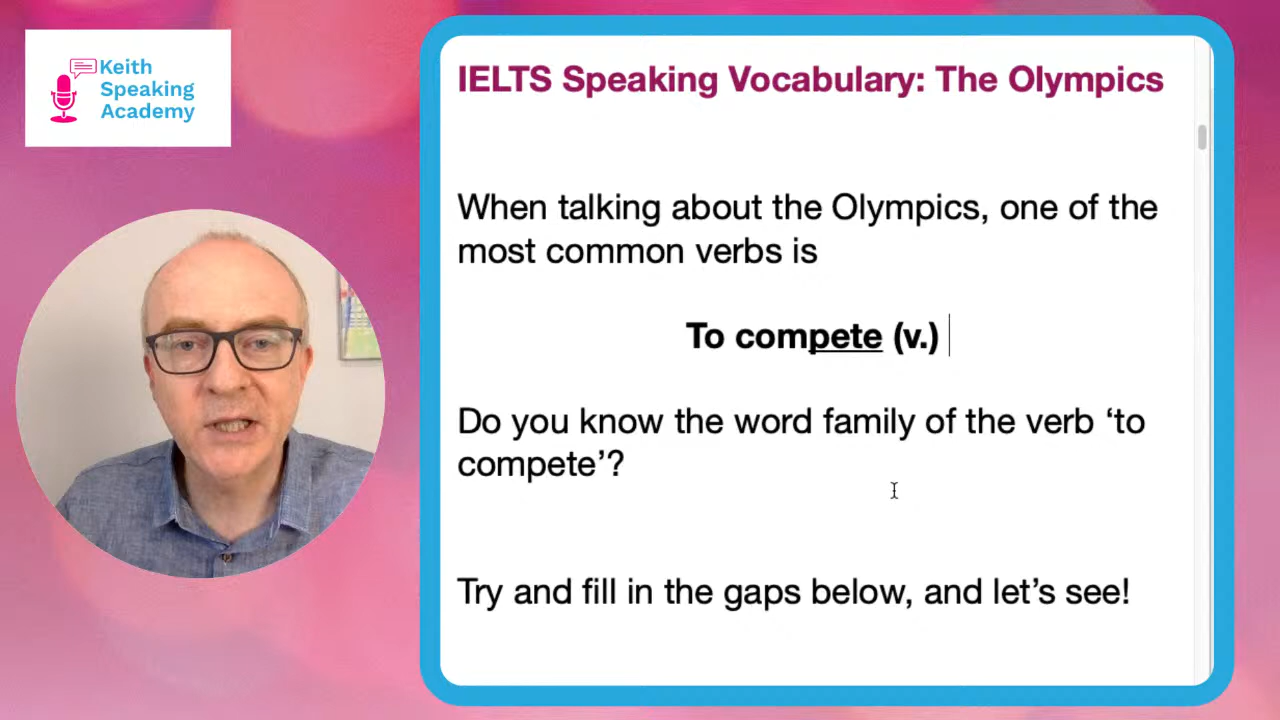 Keith
Speaking
Academy
IELTS Speaking Vocabulary: The Olympics
When talking about the Olympics, one of the
most common verbs is
To compete (v.)
Do you know the word family of the verb ‘to
compete’?
Try and fill in the gaps below, and let’s see!